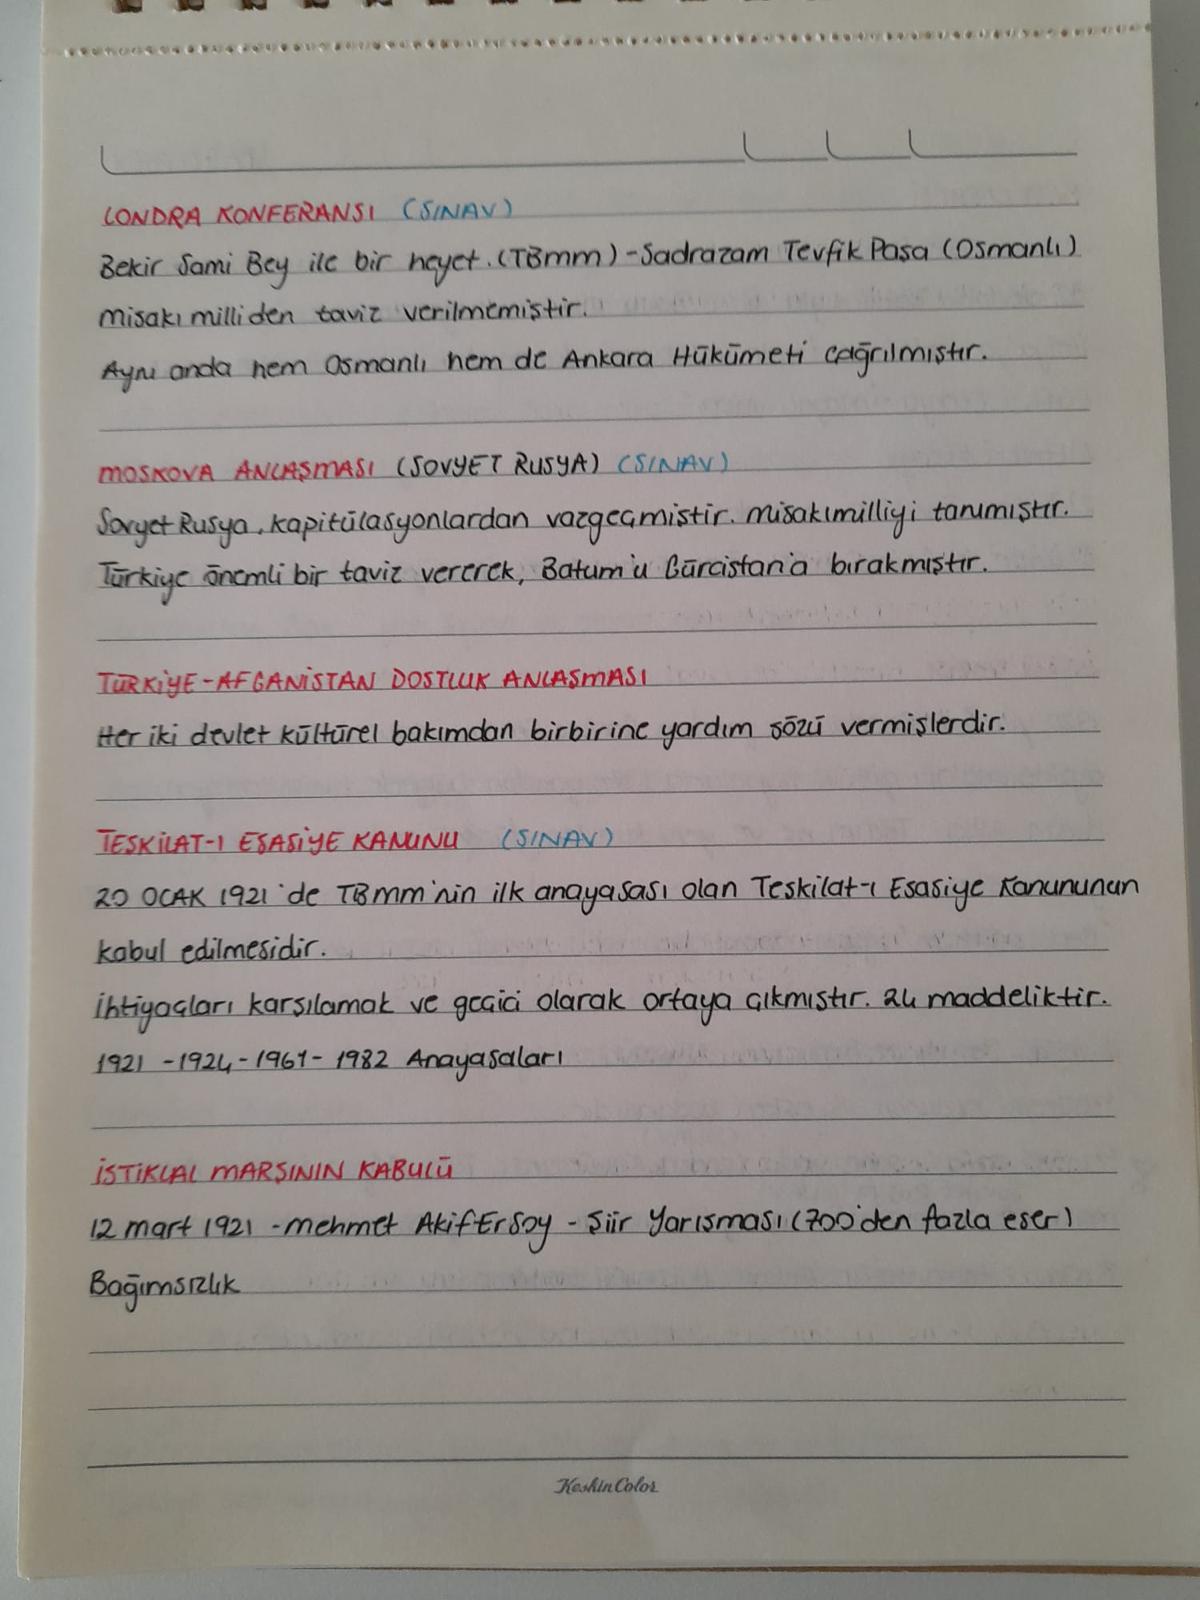 LONDRA KONFERANSI (SINAV)
Bekir Sami Bey ile bir heyet. (TBmm) - Sadrazam Tevfik Paşa (Osmanlı)
misakı milliden taviz verilmemiştir.
Aynı anda hem Osmanlı hem de Ankara Hükümeti çağrılmıştır.
MOSKOVA ANLAŞMASI (SOVYET RUSYA) (SINAV)
Sovyet Rusya, kapitülasyonlardan vazgeçmiştir. misakımilliyi tanımıştır.
Türkiye önemli bir taviz vererek, Batum'u Gürcistan'a bırakmıştır.
TÜRKİYE-AFGANİSTAN DOSTLUK ANLAŞMASI
Her iki devlet kültürel bakımdan birbirine yardım sözü vermişlerdir.
TEŞKİLAT-I ESASİYE KANUNU (SINAV)
20 OCAK 1921'de TBmm'nin ilk anayasası olan Teşkilat-ı Esasiye Kanununun
kabul edilmesidir.
ihtiyaçları karşılamak ve geçici olarak ortaya çıkmıştır. 24 maddeliktir.
1921 - 1924 - 1961 - 1982 Anayasaları
İSTİKLAL MARŞININ KABULÜ
12 mart 1921 - mehmet Akif Ersoy - Şiir Yarışması (700'den fazla eser)
Bağımsızlık
KeskinColor